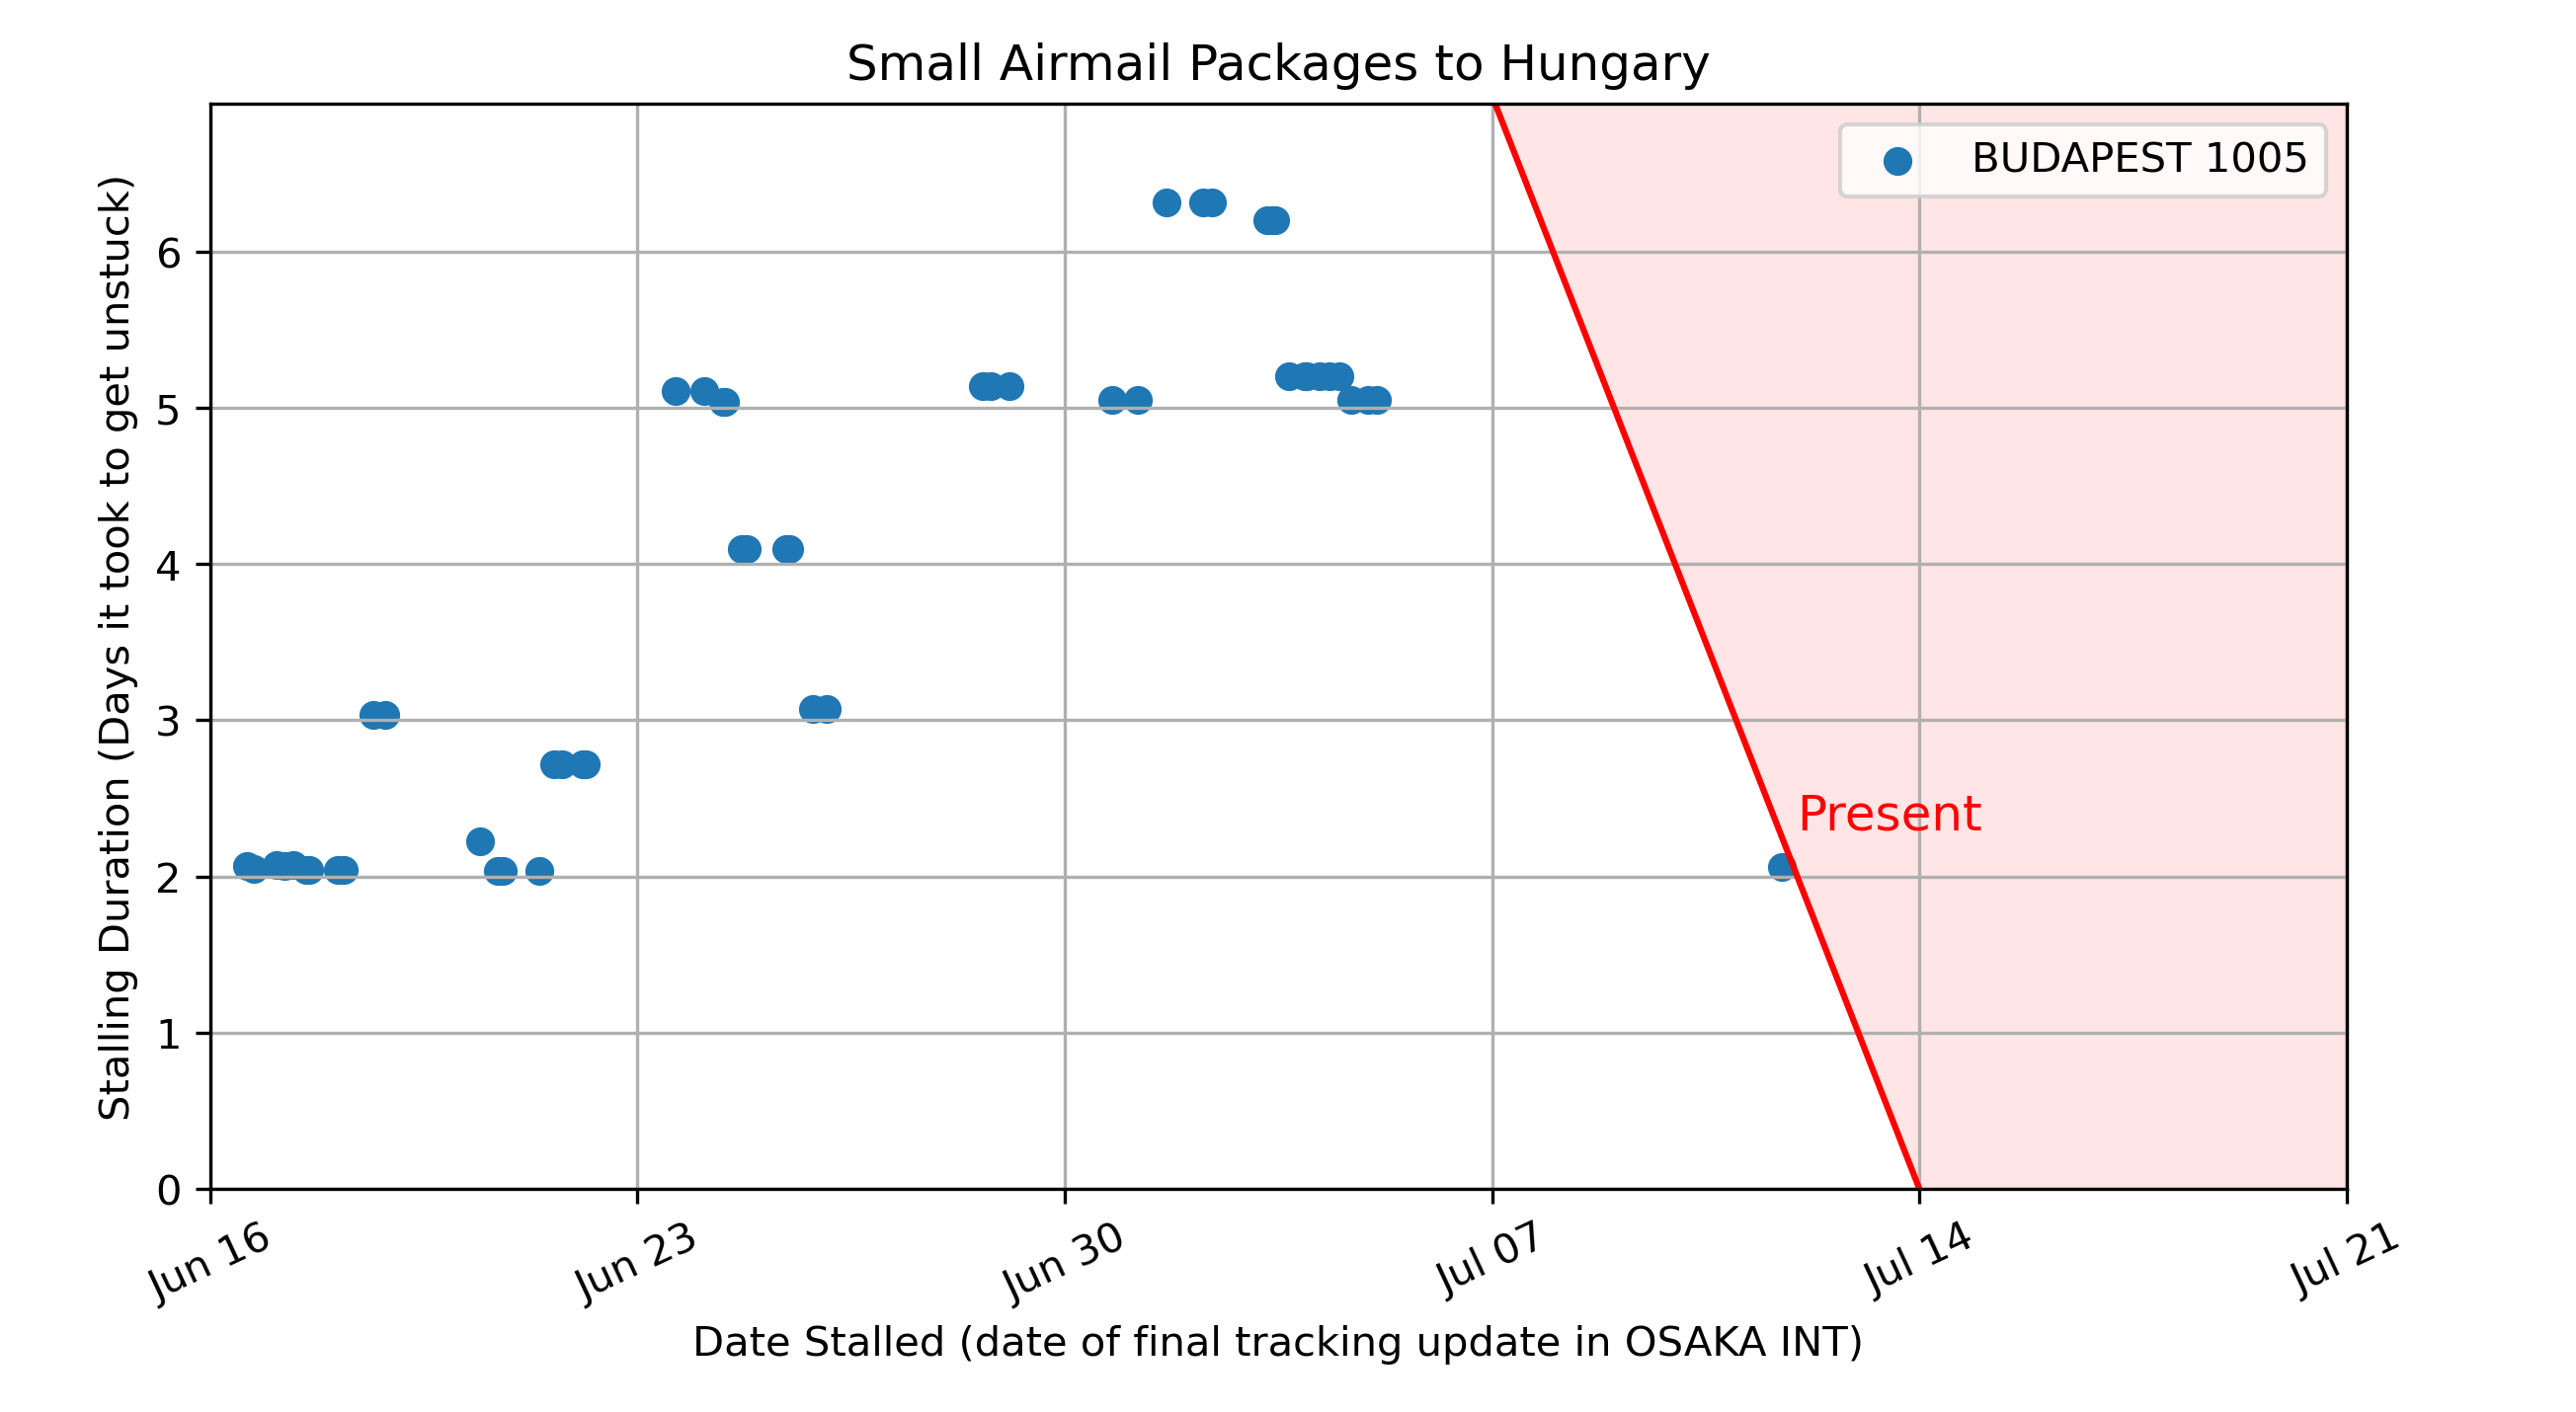 Small Airmail Packages to Hungary
BUDAPEST 1005
Stalling Duration (Days it took to get unstuck)
6
5
4
3
2
1
0
Present
Jun 16
Jun 23
Jun 30
Jul 07
Jul 14
Jul 21
Date Stalled (date of final tracking update in OSAKA INT)